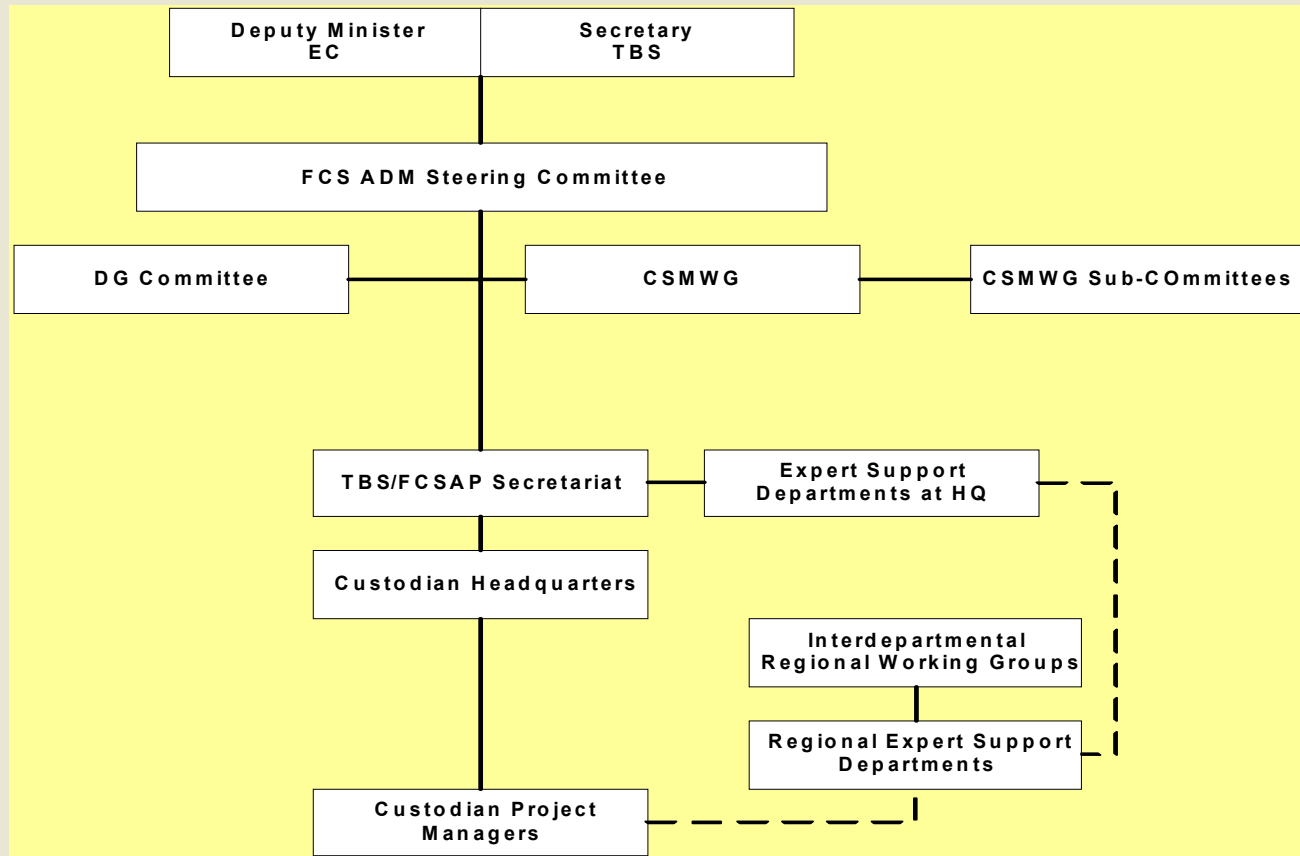 Deputy Minister
EC
Secretary
TBS
FCS ADM Steering Committee
DG Committee
CSMWG
CSMWG Sub-COmmittees
TBS/FCSAP Secretariat
Expert Support
Departments at HQ
Custodian Headquarters
Interdepartmental
Regional Working Groups
Regional Expert Support
Departments
Custodian Project
Managers